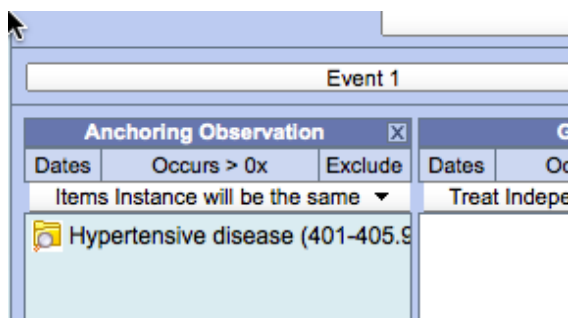 Event 1
Anchoring Observation X G
Dates Occurs > 0x Exclude Dates Oc
Items Instance will be the same Treat Indepe
Hypertensive disease (401-405.9